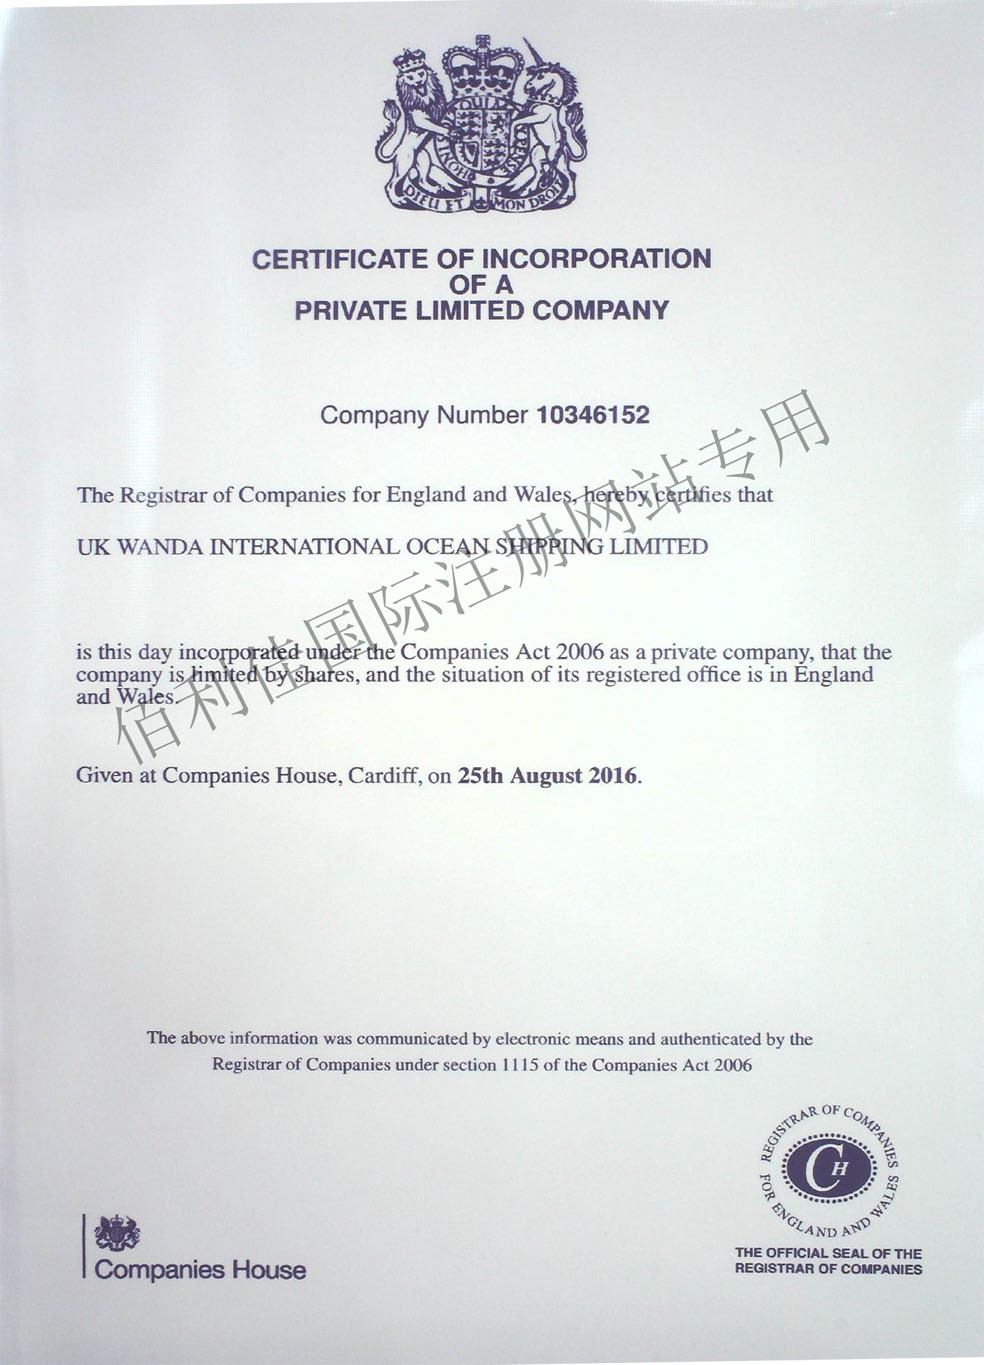 HONI SOIT QUI MAL Y PENSE
DIEU ET MON DROIT
CERTIFICATE OF INCORPORATION
OF A
PRIVATE LIMITED COMPANY
Company Number 10346152
The Registrar of Companies for England and Wales, hereby certifies that
UK WANDA INTERNATIONAL OCEAN SHIPPING LIMITED
is this day incorporated under the Companies Act 2006 as a private company, that the
company is limited by shares, and the situation of its registered office is in England
and Wales.
佰利佳国际注册网站专用
Given at Companies House, Cardiff, on 25th August 2016.
The above information was communicated by electronic means and authenticated by the
Registrar of Companies under section 1115 of the Companies Act 2006
REGISTRAR OF COMPANIES
FOR ENGLAND AND WALES
CH
THE OFFICIAL SEAL OF THE
REGISTRAR OF COMPANIES
Companies House